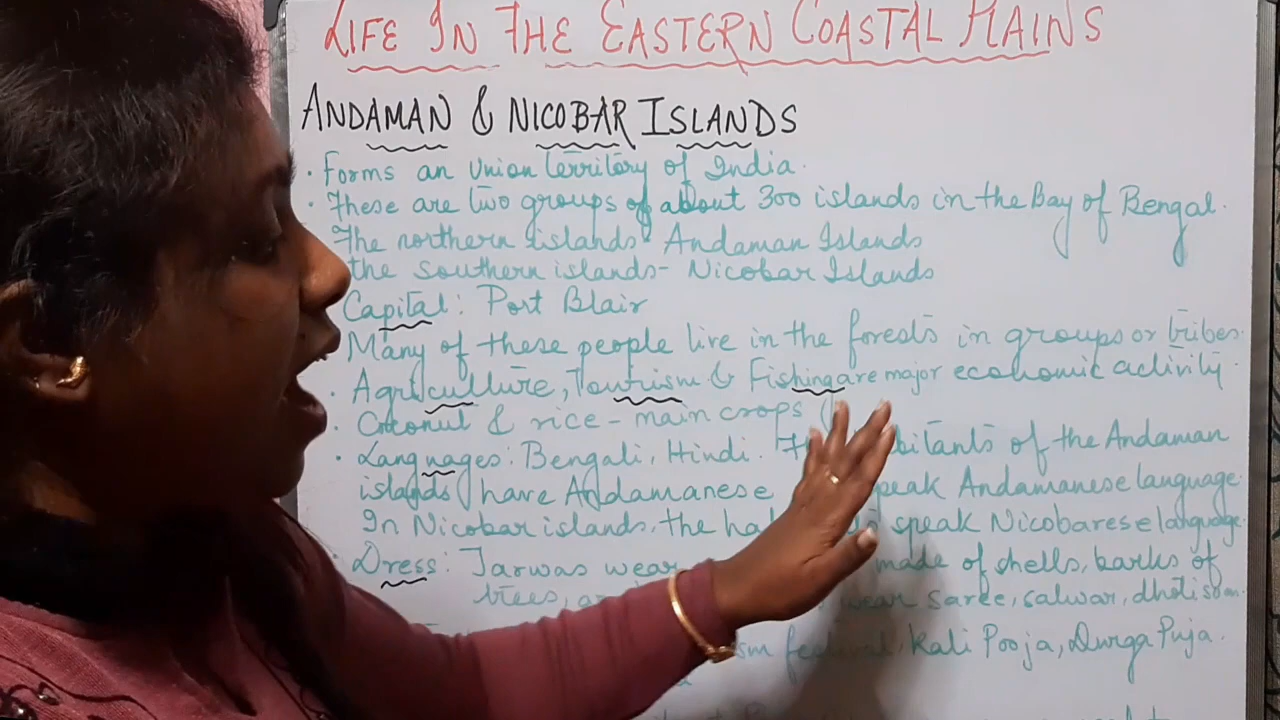 LIFE IN THE EASTERN COASTAL PLAINS
ANDAMAN & NICOBAR ISLANDS
• Forms an Union territory of India.
• These are two groups of about 300 islands in the Bay of Bengal.
The northern islands- Andaman Islands
the southern islands- Nicobar Islands
Capital: Port Blair
Many of these people live in the forests in groups or tribes.
• Agriculture, Tourism & Fishing are major economic activity.
• Coconut & rice - main crops
• Languages: Bengali, Hindi. of the Andaman
islands have Andamanese speak Andamanese language.
In Nicobar islands, the speak Nicobarese language.
• Dress: Jarwas wear made of shells, barks of
trees, wear saree, salwar, dhoti
festival, Kali Pooja, Durga Puja.